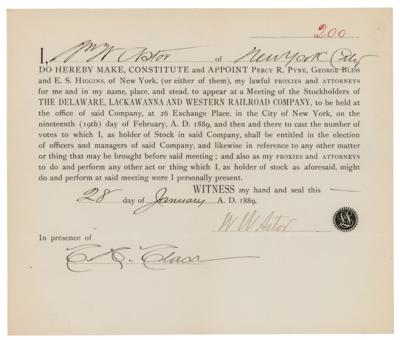 200
I, Wm W Astor of New York City
DO HEREBY MAKE, CONSTITUTE and APPOINT PERCY R. PYNE, GEORGE BLISS
and E. S. HIGGINS, of New York, (or either of them), my lawful PROXIES and ATTORNEYS
for me and in my name, place, and stead, to appear at a Meeting of the Stockholders
of THE DELAWARE, LACKAWANNA AND WESTERN RAILROAD COMPANY, to be held
at the office of said Company, at 26 Exchange Place, in the City of New York, on the
nineteenth (19th) day of February, A. D. 1889, and then and there to cast the number of
votes to which I, as holder of Stock in said Company, shall be entitled in the election
of officers and managers of said Company, and likewise in reference to any other matter
or thing that may be brought before said meeting; and also as my PROXIES and ATTORNEYS
to do and perform any other act or thing which I, as holder of stock as aforesaid, might
do and perform at said meeting were I personally present.
WITNESS my hand and seal this
28 day of January A. D. 1889.
W W Astor
In presence of